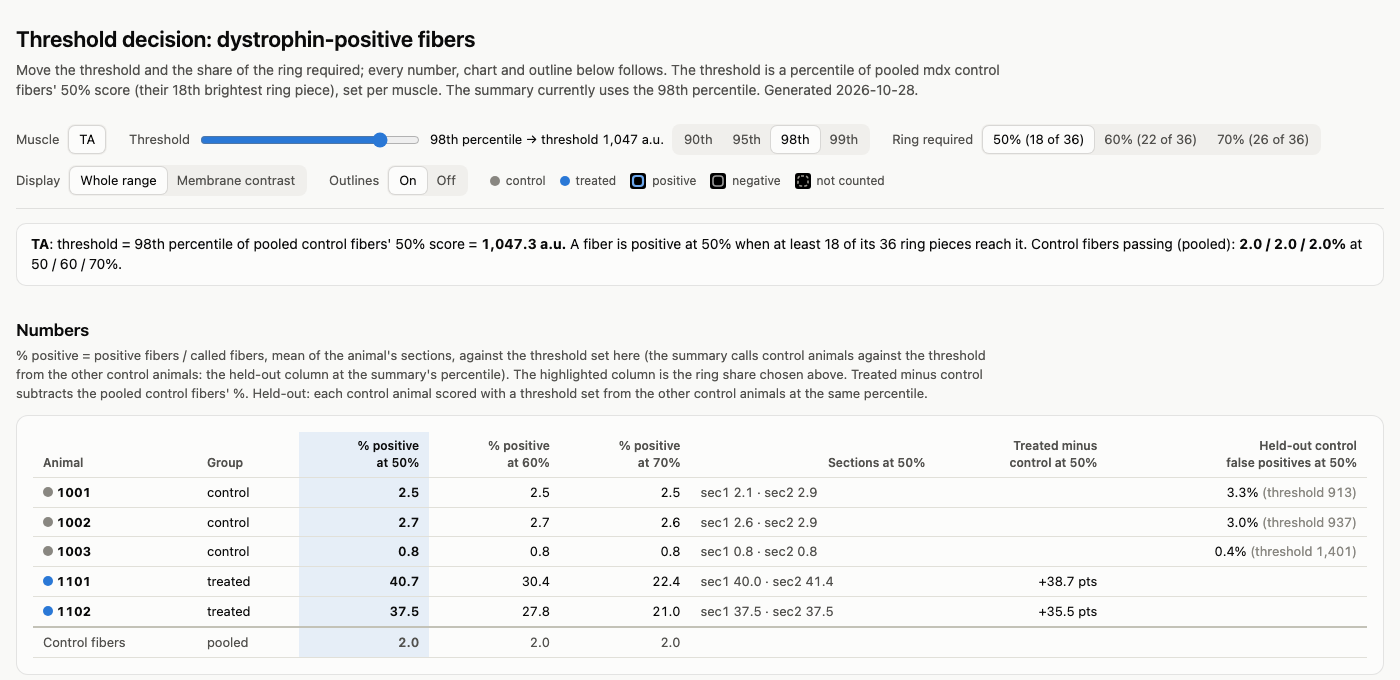 Threshold decision: dystrophin-positive fibers
Move the threshold and the share of the ring required; every number, chart and outline below follows. The threshold is a percentile of pooled mdx control
fibers' 50% score (their 18th brightest ring piece), set per muscle. The summary currently uses the 98th percentile. Generated 2026-10-28.
Muscle TA Threshold 98th percentile → threshold 1,047 a.u. 90th 95th 98th 99th Ring required 50% (18 of 36) 60% (22 of 36) 70% (26 of 36)
Display Whole range Membrane contrast Outlines On Off control treated positive negative not counted
TA: threshold = 98th percentile of pooled control fibers' 50% score = 1,047.3 a.u. A fiber is positive at 50% when at least 18 of its 36 ring pieces reach it. Control fibers passing (pooled): 2.0 / 2.0 / 2.0% at
50 / 60 / 70%.
Numbers
% positive = positive fibers / called fibers, mean of the animal's sections, against the threshold set here (the summary calls control animals against the threshold
from the other control animals: the held-out column at the summary's percentile). The highlighted column is the ring share chosen above. Treated minus control
subtracts the pooled control fibers' %. Held-out: each control animal scored with a threshold set from the other control animals at the same percentile.
% positive % positive % positive Treated minus Held-out control
Animal Group at 50% at 60% at 70% Sections at 50% control at 50% false positives at 50%
1001 control 2.5 2.5 2.5 sec1 2.1 · sec2 2.9 3.3% (threshold 913)
1002 control 2.7 2.7 2.6 sec1 2.6 · sec2 2.9 3.0% (threshold 937)
1003 control 0.8 0.8 0.8 sec1 0.8 · sec2 0.8 0.4% (threshold 1,401)
1101 treated 40.7 30.4 22.4 sec1 40.0 · sec2 41.4 +38.7 pts
1102 treated 37.5 27.8 21.0 sec1 37.5 · sec2 37.5 +35.5 pts
Control fibers pooled 2.0 2.0 2.0